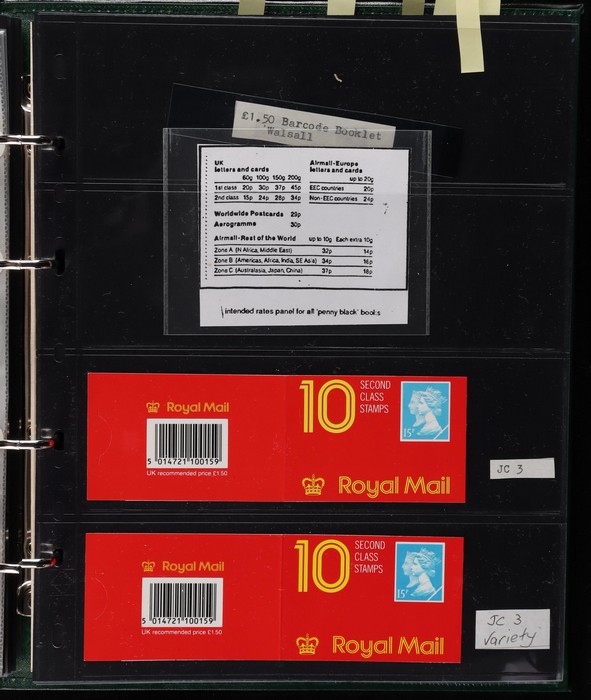 £1.50 Barcode Booklet
Walsall
UK
letters and cards
60g 100g 150g 200g
1st class 20p 30p 37p 45p
2nd class 15p 24p 28p 34p
Worldwide Postcards 29p
Aerogramme 30p
Airmail-Europe
letters and cards
up to 20g
EEC countries 20p
Non-EEC countries 24p
Airmail-Rest of the World up to 10g Each extra 10g
Zone A (N Africa, Middle East) 32p 14p
Zone B (Americas, Africa, India, SE Asia) 34p 16p
Zone C (Australasia, Japan, China) 37p 18p
intended rates panel for all 'penny black' books
Royal Mail
5 014721 100159
UK recommended price £1.50
10 SECOND
CLASS
STAMPS
15P
Royal Mail
JC 3
Royal Mail
5 014721 100159
UK recommended price £1.50
10 SECOND
CLASS
STAMPS
15P
Royal Mail
JC 3
Variety